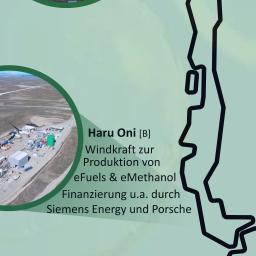 Haru Oni [B]
Windkraft zur
Produktion von
eFuels & eMethanol
Finanzierung u.a. durch
Siemens Energy und Porsche